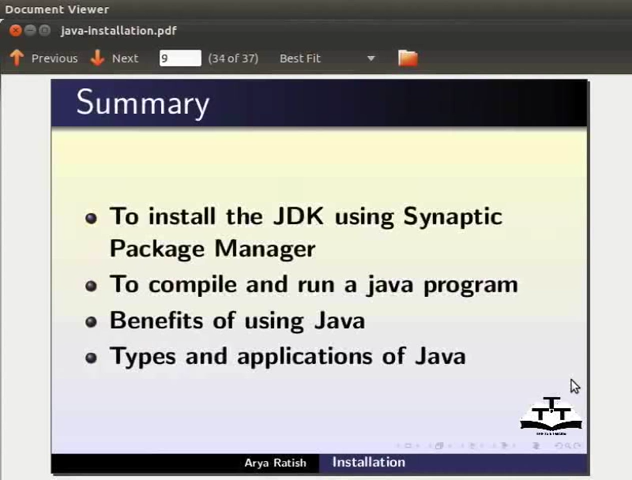 Document Viewer
java-installation.pdf
Previous Next 9 (34 of 37) Best Fit
Summary
To install the JDK using Synaptic
Package Manager
To compile and run a java program
Benefits of using Java
Types and applications of Java
Arya Ratish Installation